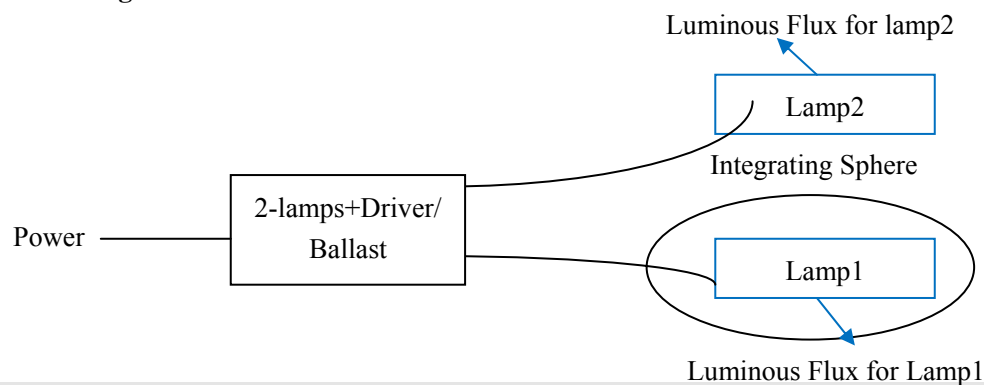 Luminous Flux for lamp2
Lamp2
Integrating Sphere
2-lamps+Driver/
Ballast
Power
Lamp1
Luminous Flux for Lamp1